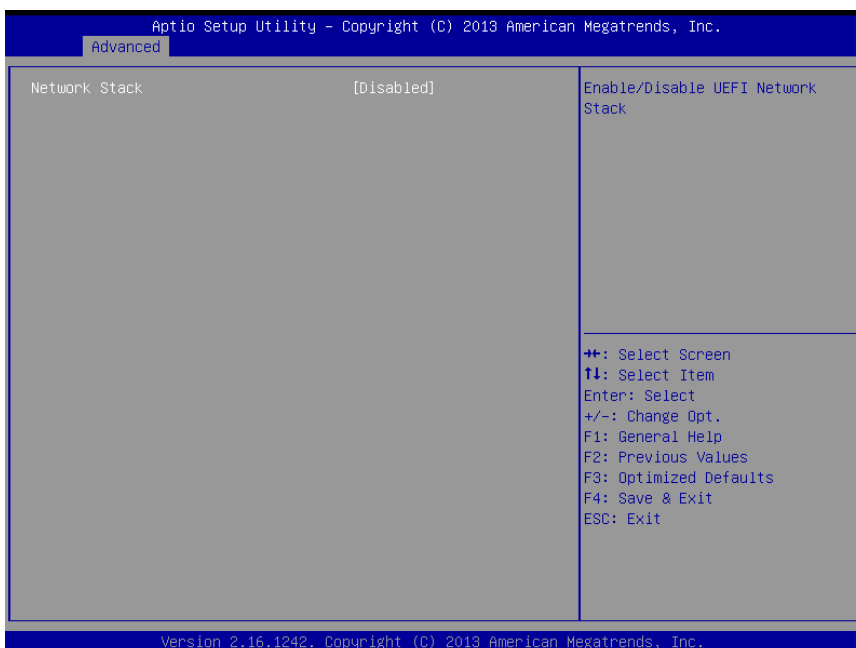 Aptio Setup Utility – Copyright (C) 2013 American Megatrends, Inc.
Advanced
Network Stack [Disabled]
Enable/Disable UEFI Network
Stack
→←: Select Screen
↑↓: Select Item
Enter: Select
+/-: Change Opt.
F1: General Help
F2: Previous Values
F3: Optimized Defaults
F4: Save & Exit
ESC: Exit
Version 2.16.1242. Copyright (C) 2013 American Megatrends, Inc.